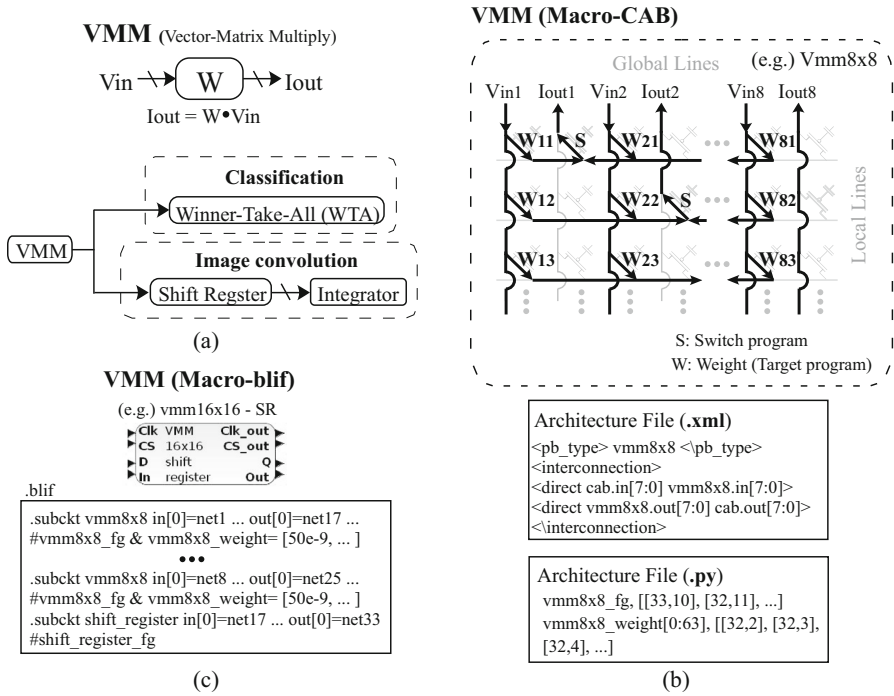 VMM (Vector-Matrix Multiply)
Vin W Iout
Iout = W•Vin
Classification
Winner-Take-All (WTA)
VMM
Image convolution
Shift Regster Integrator
(a)
VMM (Macro-CAB)
(e.g.) Vmm8x8
Global Lines
Vin1 Iout1 Vin2 Iout2 Vin8 Iout8
W11 S W21 ••• W81
W12 W22 S ••• W82
W13 W23 ••• W83
Local Lines
S: Switch program
W: Weight (Target program)
Architecture File (.xml)
<pb_type> vmm8x8 <\pb_type>
<interconnection>
<direct cab.in[7:0] vmm8x8.in[7:0]>
<direct vmm8x8.out[7:0] cab.out[7:0]>
<\interconnection>
Architecture File (.py)
vmm8x8_fg, [[33,10], [32,11], ...]
vmm8x8_weight[0:63], [[32,2], [32,3],
[32,4], ...]
(b)
VMM (Macro-blif)
(e.g.) vmm16x16 - SR
Clk VMM Clk_out
CS 16x16 CS_out
D shift Q
In register Out
.blif
.subckt vmm8x8 in[0]=net1 ... out[0]=net17 ...
#vmm8x8_fg & vmm8x8_weight= [50e-9, ... ]
•••
.subckt vmm8x8 in[0]=net8 ... out[0]=net25 ...
#vmm8x8_fg & vmm8x8_weight= [50e-9, ... ]
.subckt shift_register in[0]=net17 ... out[0]=net33
#shift_register_fg
(c)